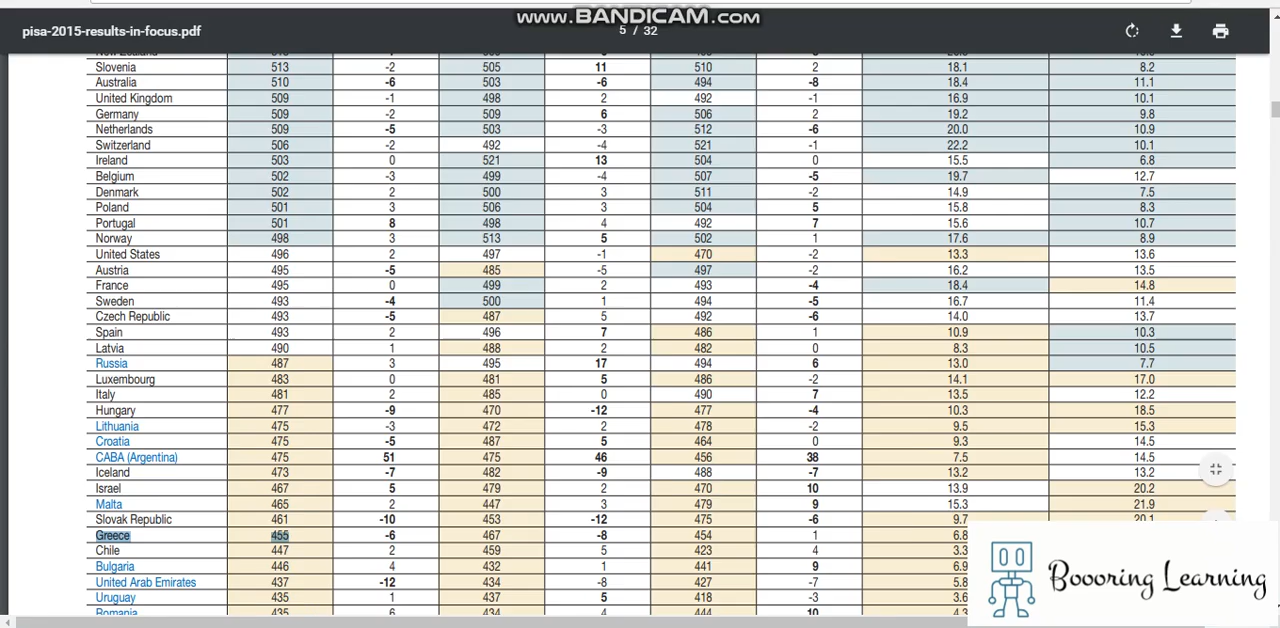 www.BANDICAM.com
pisa-2015-results-in-focus.pdf
5 / 32
Slovenia 513 -2 505 11 510 2 18.1 8.2
Australia 510 -6 503 -6 494 -8 18.4 11.1
United Kingdom 509 -1 498 2 492 -1 16.9 10.1
Germany 509 -2 509 6 506 2 19.2 9.8
Netherlands 509 -5 503 -3 512 -6 20.0 10.9
Switzerland 506 -2 492 -4 521 -1 22.2 10.1
Ireland 503 0 521 13 504 0 15.5 6.8
Belgium 502 -3 499 -4 507 -5 19.7 12.7
Denmark 502 2 500 3 511 -2 14.9 7.5
Poland 501 3 506 3 504 5 15.8 8.3
Portugal 501 8 498 4 492 7 15.6 10.7
Norway 498 3 513 5 502 1 17.6 8.9
United States 496 2 497 -1 470 -2 13.3 13.6
Austria 495 -5 485 -5 497 -2 16.2 13.5
France 495 0 499 2 493 -4 18.4 14.8
Sweden 493 -4 500 1 494 -5 16.7 11.4
Czech Republic 493 -5 487 5 492 -6 14.0 13.7
Spain 493 2 496 7 486 1 10.9 10.3
Latvia 490 1 488 2 482 0 8.3 10.5
Russia 487 3 495 17 494 6 13.0 7.7
Luxembourg 483 0 481 5 486 -2 14.1 17.0
Italy 481 2 485 0 490 7 13.5 12.2
Hungary 477 -9 470 -12 477 -4 10.3 18.5
Lithuania 475 -3 472 2 478 -2 9.5 15.3
Croatia 475 -5 487 5 464 0 9.3 14.5
CABA (Argentina) 475 51 475 46 456 38 7.5 14.5
Iceland 473 -7 482 -9 488 -7 13.2 13.2
Israel 467 5 479 2 470 10 13.9 20.2
Malta 465 2 447 3 479 9 15.3 21.9
Slovak Republic 461 -10 453 -12 475 -6 9.7 20.1
Greece 455 -6 467 -8 454 1 6.8
Chile 447 2 459 5 423 4 3.3
Bulgaria 446 4 432 1 441 9 6.9
United Arab Emirates 437 -12 434 -8 427 -7 5.8
Uruguay 435 1 437 5 418 -3 3.6
Romania 435 6 434 4 444 10 4.3
Boooring Learning